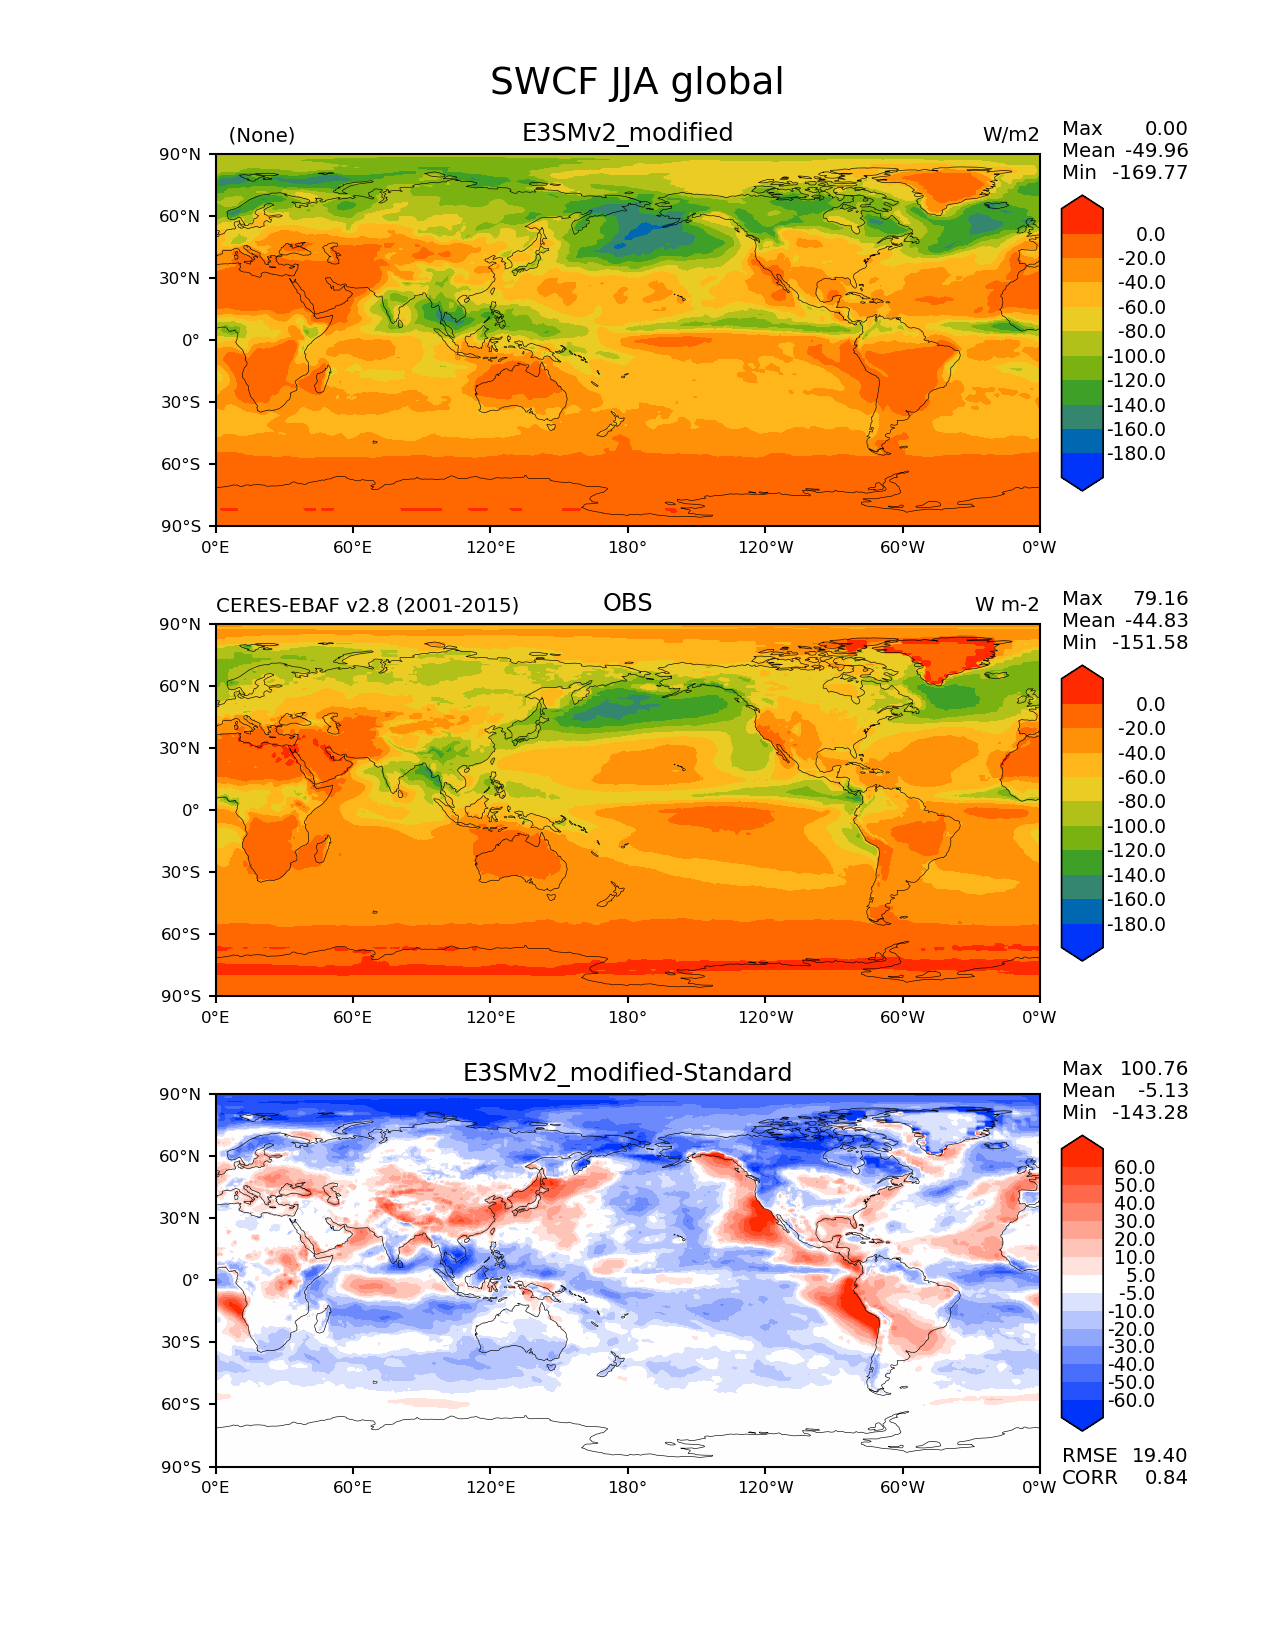 SWCF JJA global
(None) E3SMv2_modified W/m2
Max 0.00
Mean -49.96
Min -169.77
90°N
60°N
30°N
0°
30°S
60°S
90°S
0°E 60°E 120°E 180° 120°W 60°W 0°W
0.0
-20.0
-40.0
-60.0
-80.0
-100.0
-120.0
-140.0
-160.0
-180.0
CERES-EBAF v2.8 (2001-2015) OBS W m-2
Max 79.16
Mean -44.83
Min -151.58
90°N
60°N
30°N
0°
30°S
60°S
90°S
0°E 60°E 120°E 180° 120°W 60°W 0°W
0.0
-20.0
-40.0
-60.0
-80.0
-100.0
-120.0
-140.0
-160.0
-180.0
E3SMv2_modified-Standard
Max 100.76
Mean -5.13
Min -143.28
90°N
60°N
30°N
0°
30°S
60°S
90°S
0°E 60°E 120°E 180° 120°W 60°W 0°W
60.0
50.0
40.0
30.0
20.0
10.0
5.0
-5.0
-10.0
-20.0
-30.0
-40.0
-50.0
-60.0
RMSE 19.40
CORR 0.84